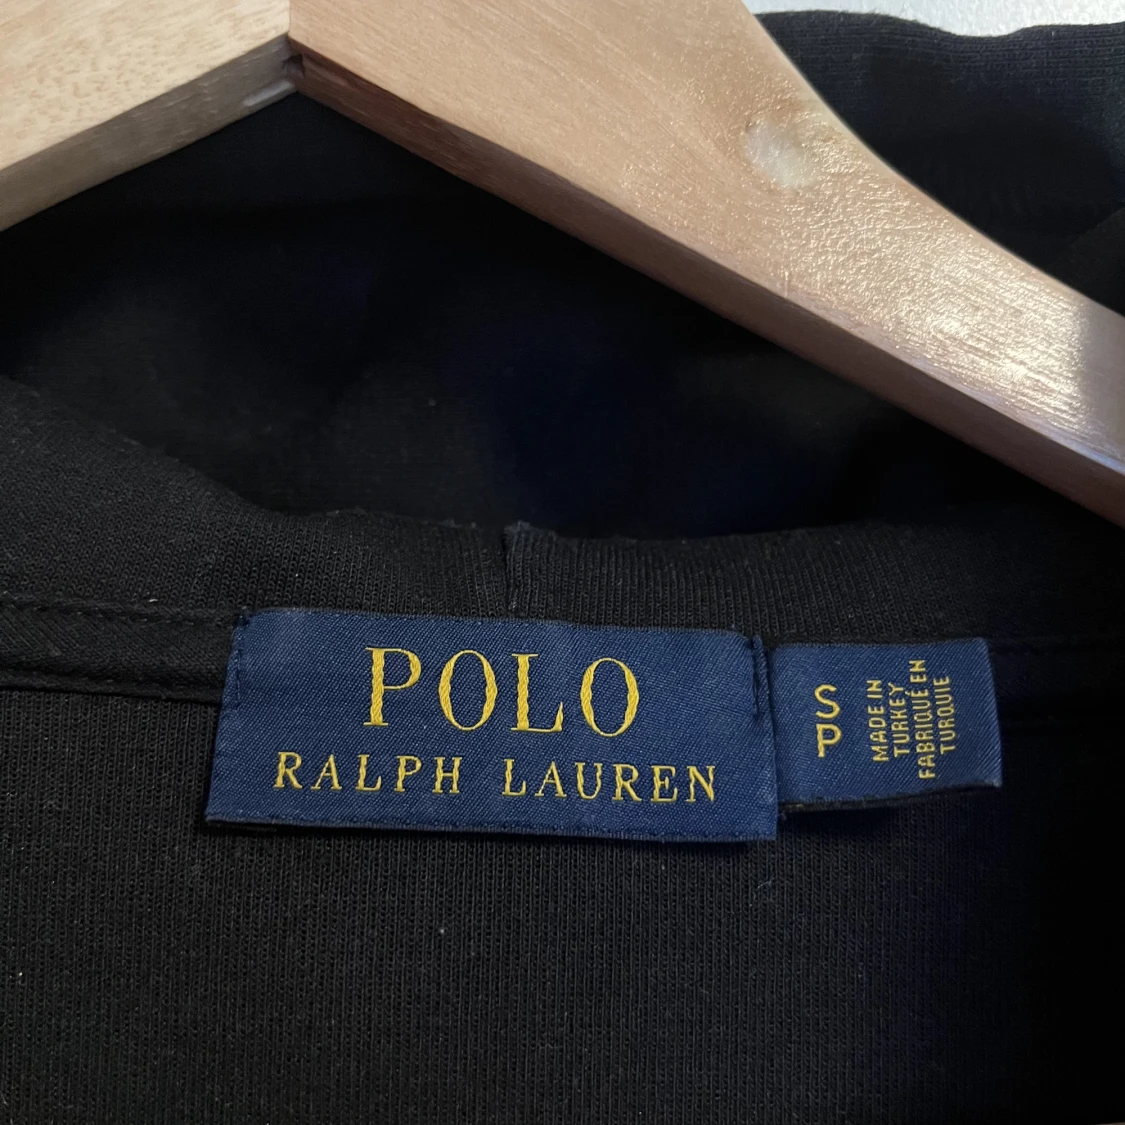 POLO
RALPH LAUREN
S
P
MADE IN
TURKEY
FABRIQUÉ EN
TURQUIE